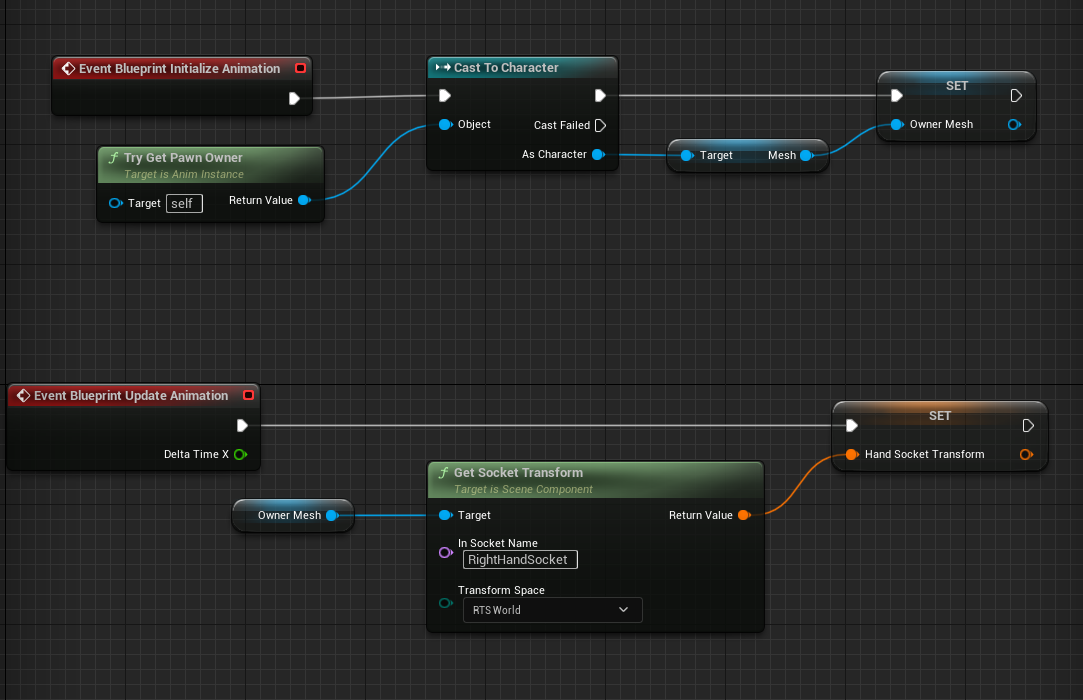 Event Blueprint Initialize Animation
Cast To Character
Object
Cast Failed
As Character
SET
Owner Mesh
Target
Mesh
f Try Get Pawn Owner
Target is Anim Instance
Target
self
Return Value
Event Blueprint Update Animation
Delta Time X
SET
Hand Socket Transform
f Get Socket Transform
Target is Scene Component
Owner Mesh
Target
Return Value
In Socket Name
RightHandSocket
Transform Space
RTS World